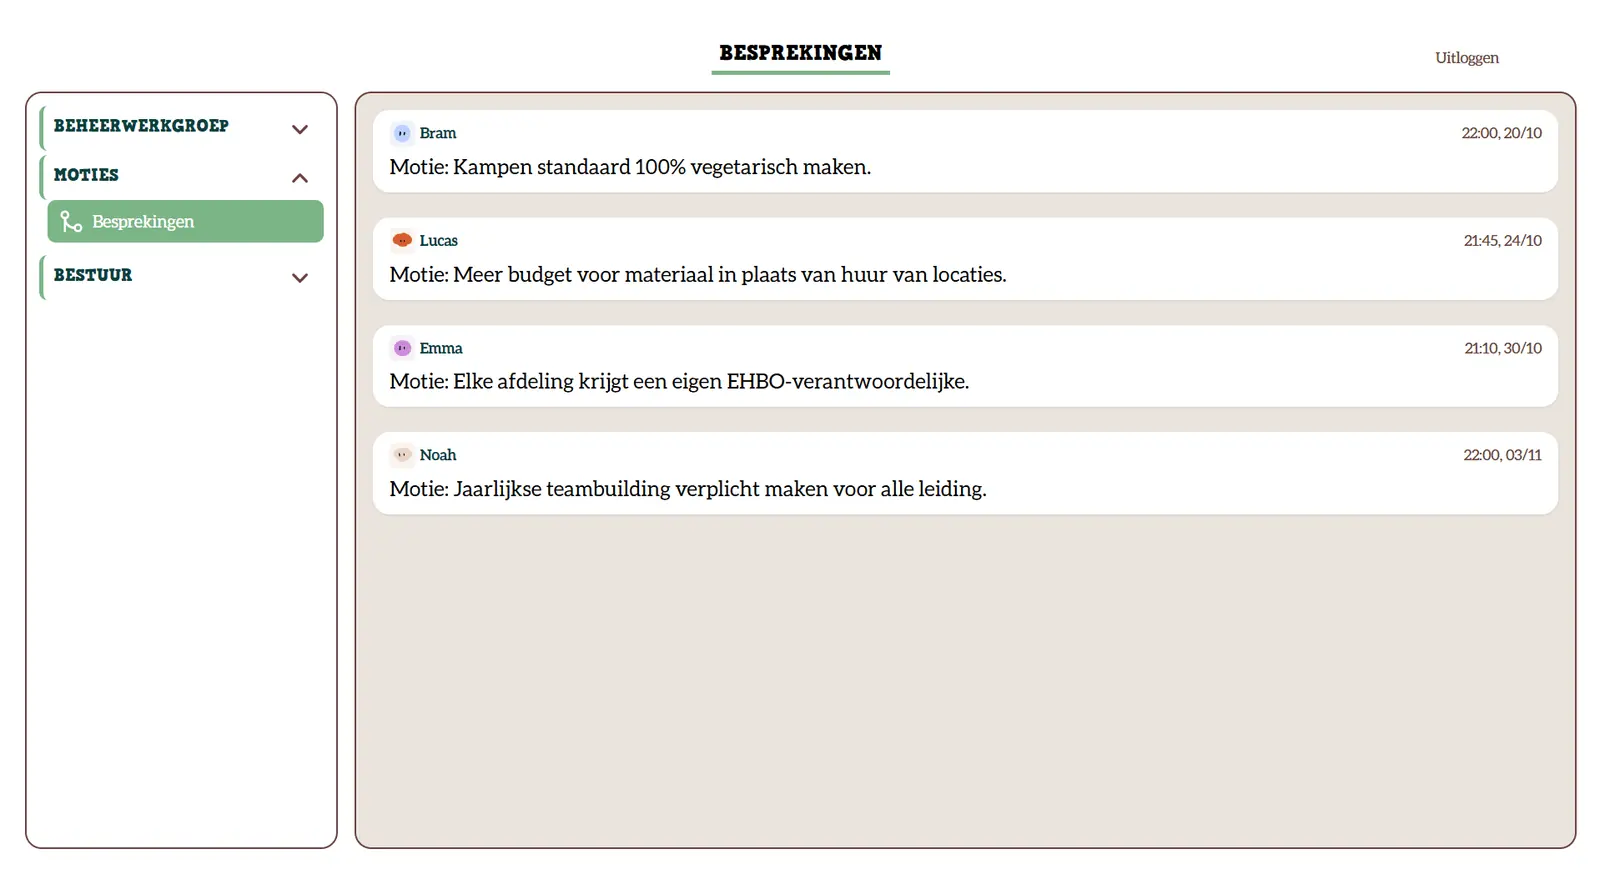 BESPREKINGEN
Uitloggen
BEHEERWERKGROEP
MOTIES
Besprekingen
BESTUUR
Bram
22:00, 20/10
Motie: Kampen standaard 100% vegetarisch maken.
Lucas
21:45, 24/10
Motie: Meer budget voor materiaal in plaats van huur van locaties.
Emma
21:10, 30/10
Motie: Elke afdeling krijgt een eigen EHBO-verantwoordelijke.
Noah
22:00, 03/11
Motie: Jaarlijkse teambuilding verplicht maken voor alle leiding.